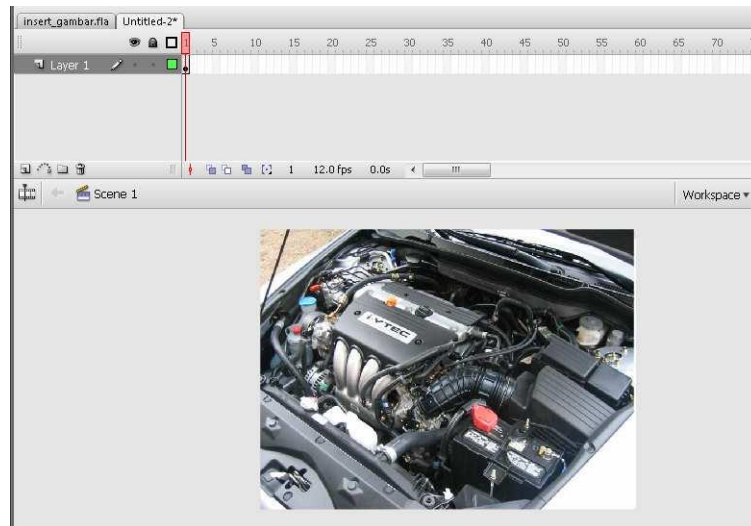 insert_gambar.fla Untitled-2*
1 5 10 15 20 25 30 35 40 45 50 55 60 65 70
Layer 1
1 12.0 fps 0.0s
Scene 1 Workspace
i-VTEC